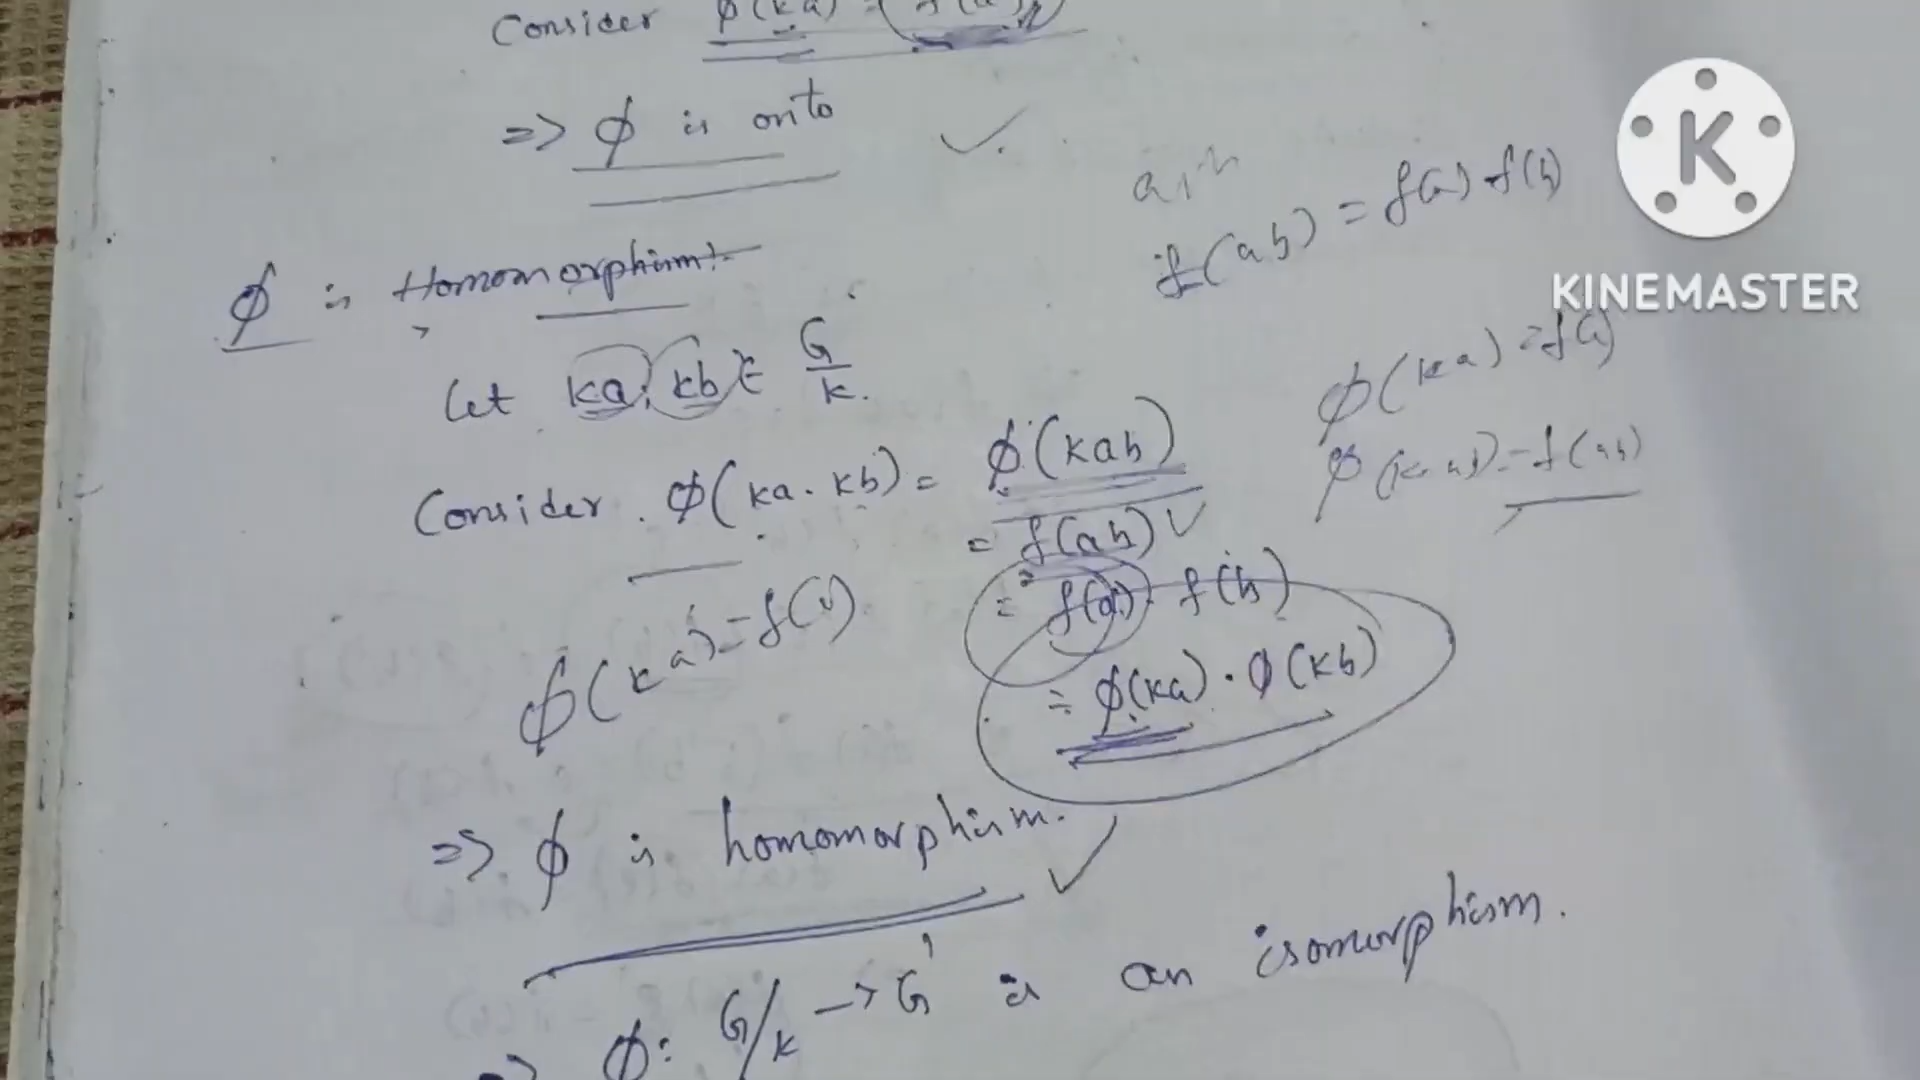 Consider φ(ka) = f(a)
=> φ is onto
φ is Homomorphism:-
Let ka, kb ∈ G/k.
Consider. φ(ka.kb) = φ(kab)
= f(ab)
= f(a). f(b)
= φ(ka) . φ(kb)
φ(ka) = f(
=> φ is homomorphism.
=> φ: G/k -> G' is an isomorphism.
a, b
f(ab) = f(a) f(b)
φ(ka) = f(a)
= f(ab)
K
KINEMASTER